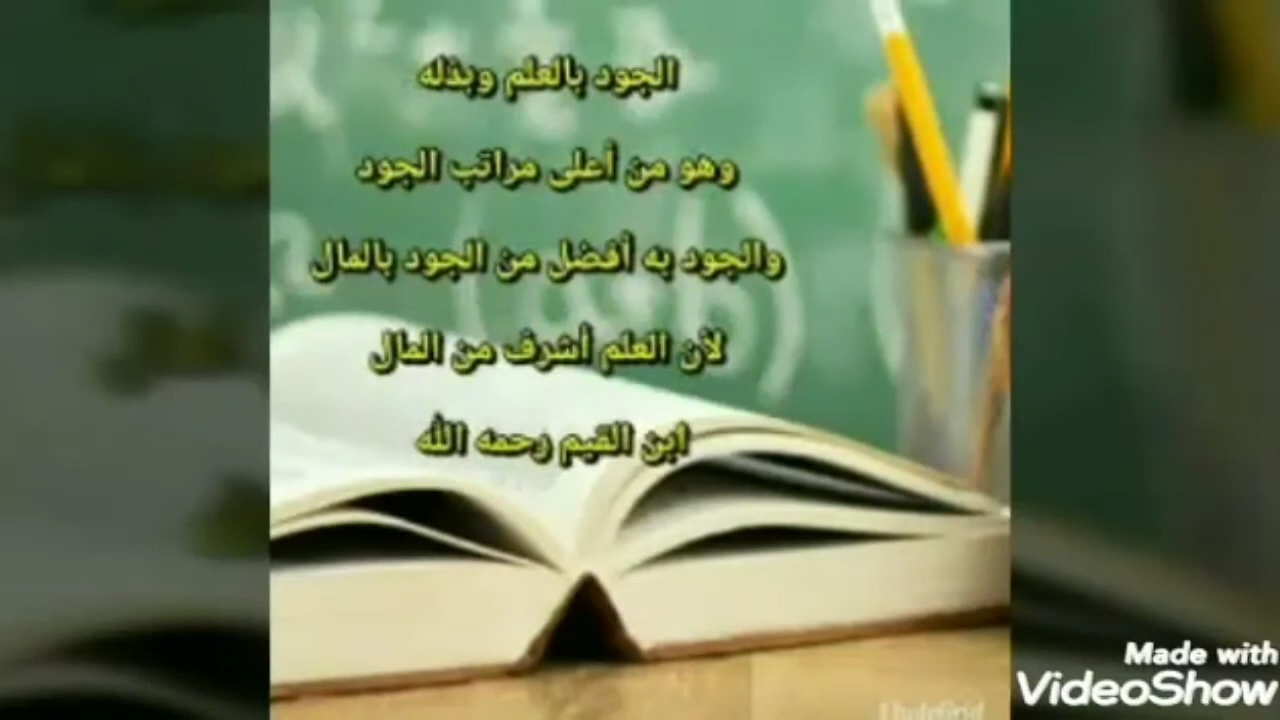 الجود بالعلم وبذله
وهو من أعلى مراتب الجود
والجود به أفضل من الجود بالمال
لأن العلم أشرف من المال
ابن القيم رحمه الله
Made with
VideoShow